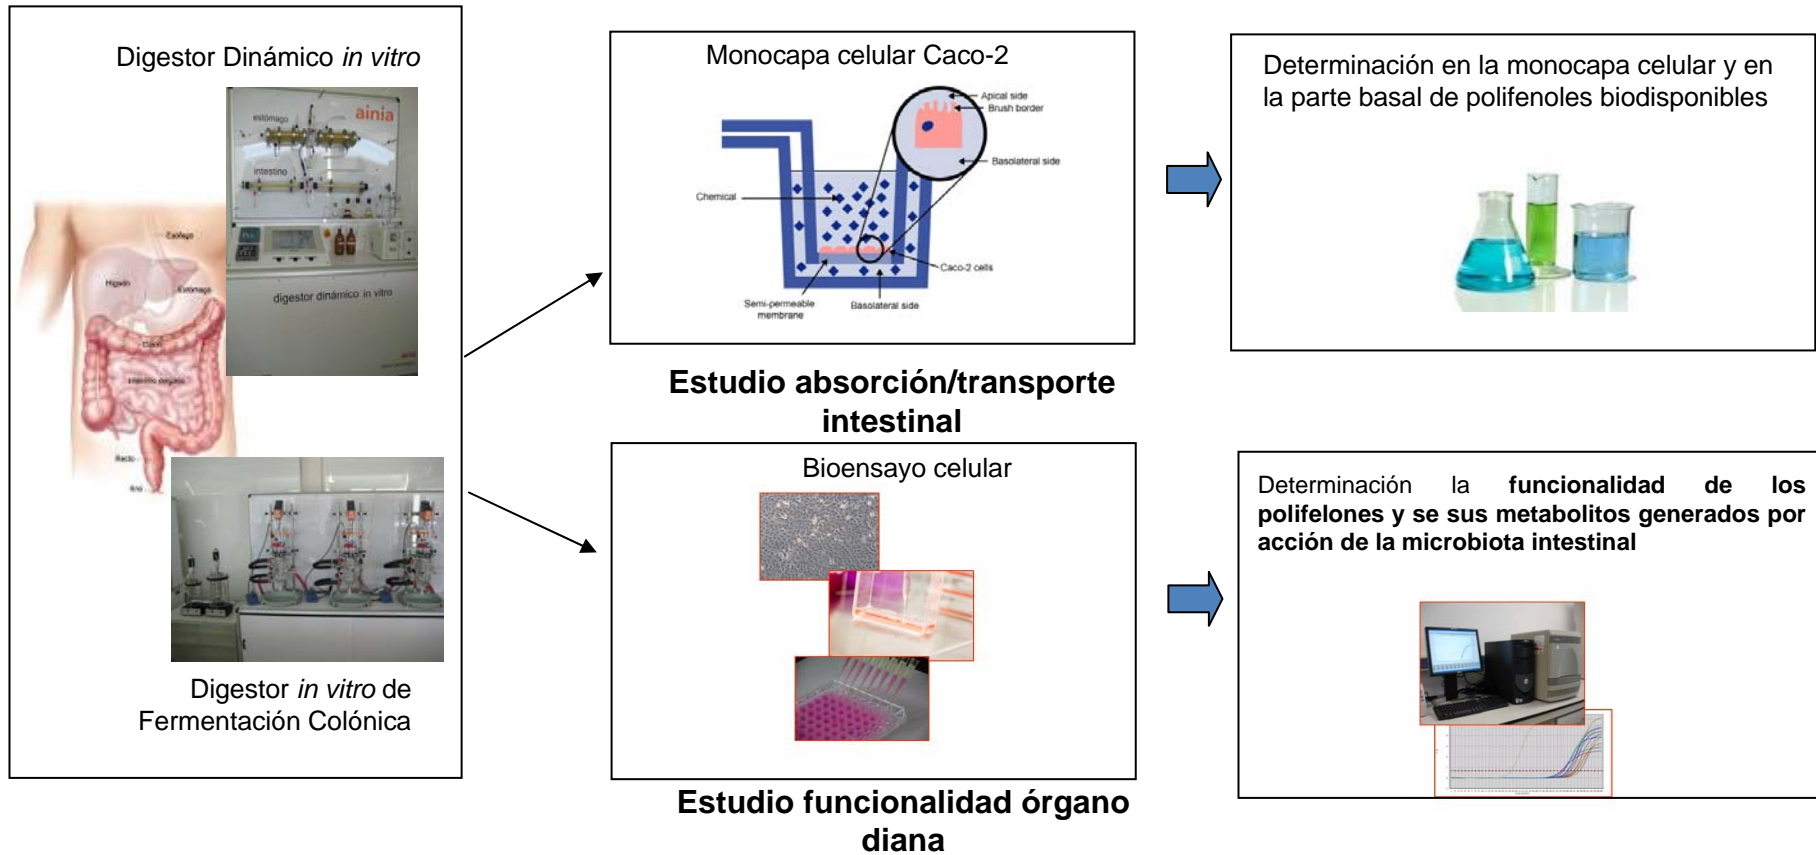 Digestor Dinámico in vitro
ainia
estómago
intestino
digestor dinámico in vitro
Esófago
Hígado
Estómago
Colon
Intestino delgado
Recto
Ano
Digestor in vitro de
Fermentación Colónica
Monocapa celular Caco-2
Apical side
Brush border
Basolateral side
Chemical
Caco-2 cells
Semi-permeable
membrane
Basolateral side
Estudio absorción/transporte
intestinal
Bioensayo celular
Estudio funcionalidad órgano
diana
Determinación en la monocapa celular y en
la parte basal de polifenoles biodisponibles
Determinación la funcionalidad de los
polifelones y se sus metabolitos generados por
acción de la microbiota intestinal